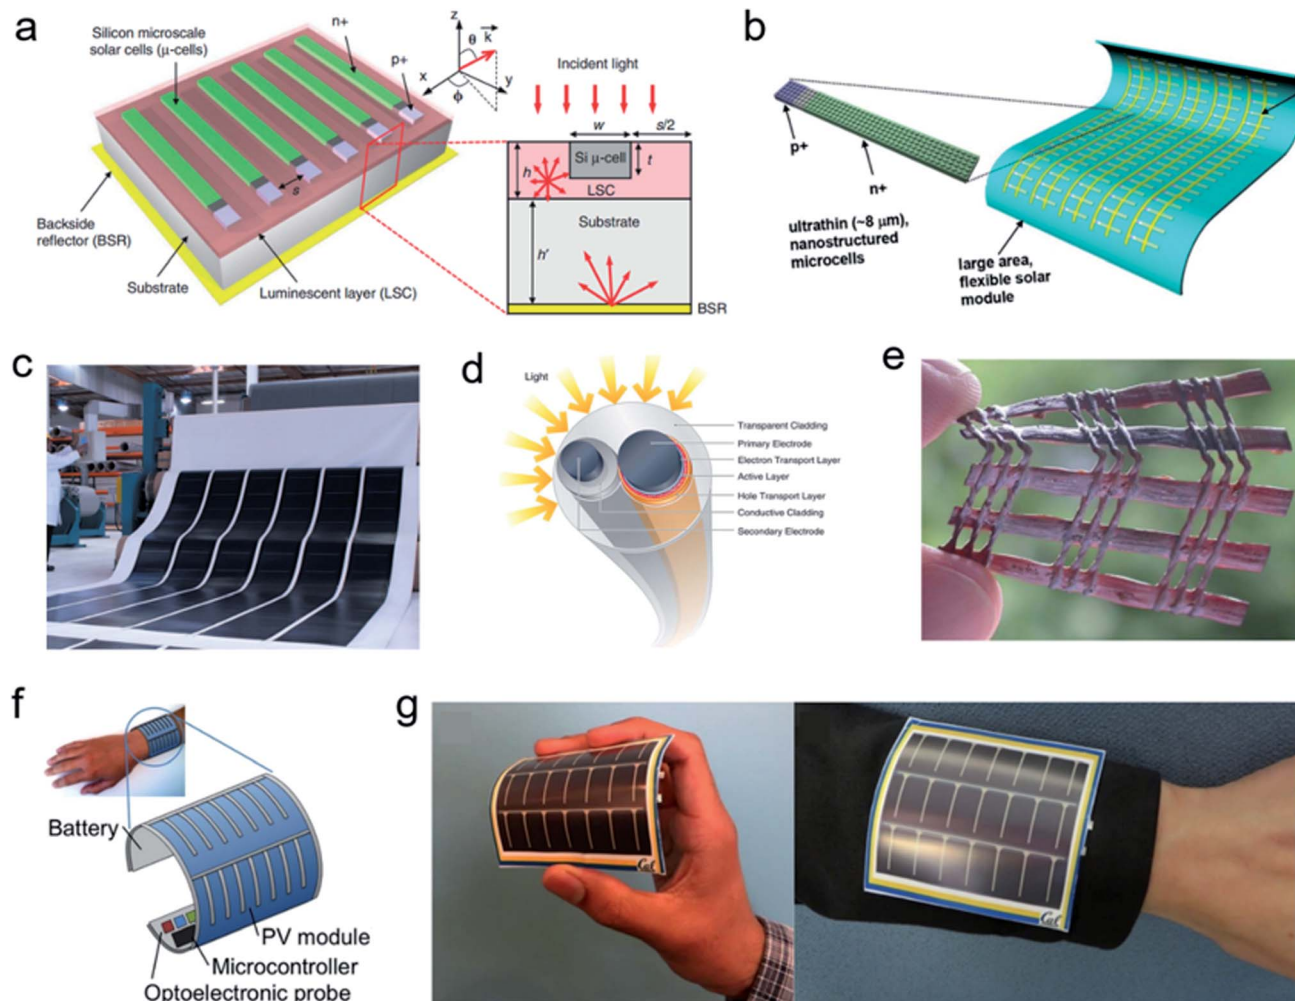 a
Silicon microscale
solar cells (μ-cells)
n+
p+
z
θ
k
x
y
ϕ
Incident light
s
w
s/2
h
Si μ-cell
t
LSC
Substrate
h'
BSR
Backside
reflector (BSR)
Substrate
Luminescent layer (LSC)
b
p+
n+
ultrathin (~8 μm),
nanostructured
microcells
large area,
flexible solar
module
c
d
Light
Transparent Cladding
Primary Electrode
Electron Transport Layer
Active Layer
Hole Transport Layer
Conductive Cladding
Secondary Electrode
e
f
Battery
PV module
Microcontroller
Optoelectronic probe
g
Cal
Cal